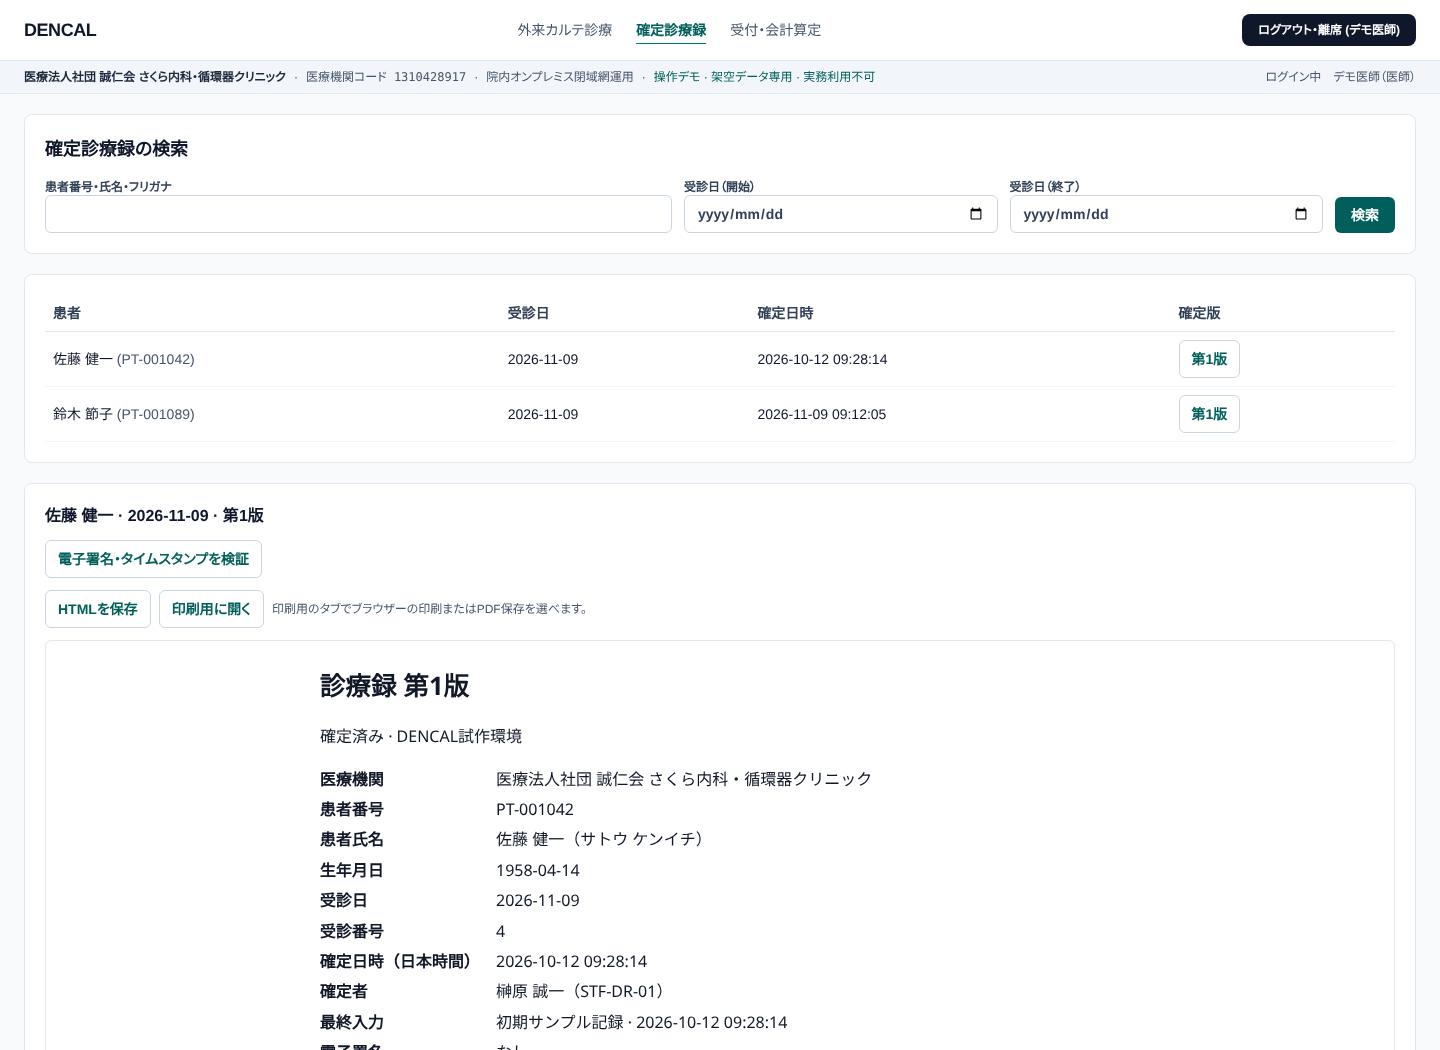 DENCAL
外来カルテ診療 確定診療録 受付・会計算定
ログアウト・離席 (デモ医師)
医療法人社団 誠仁会 さくら内科・循環器クリニック · 医療機関コード 1310428917 · 院内オンプレミス閉域網運用 · 操作デモ · 架空データ専用 · 実務利用不可
ログイン中 デモ医師（医師）
確定診療録の検索
患者番号・氏名・フリガナ
受診日（開始）
受診日（終了）
yyyy/mm/dd
yyyy/mm/dd
検索
患者 受診日 確定日時 確定版
佐藤 健一 (PT-001042) 2026-11-09 2026-10-12 09:28:14 第1版
鈴木 節子 (PT-001089) 2026-11-09 2026-11-09 09:12:05 第1版
佐藤 健一 · 2026-11-09 · 第1版
電子署名・タイムスタンプを検証
HTMLを保存 印刷用に開く 印刷用のタブでブラウザーの印刷またはPDF保存を選べます。
診療録 第1版
確定済み · DENCAL試作環境
医療機関 医療法人社団 誠仁会 さくら内科・循環器クリニック
患者番号 PT-001042
患者氏名 佐藤 健一（サトウ ケンイチ）
生年月日 1958-04-14
受診日 2026-11-09
受診番号 4
確定日時（日本時間） 2026-10-12 09:28:14
確定者 榊原 誠一（STF-DR-01）
最終入力 初期サンプル記録 · 2026-10-12 09:28:14